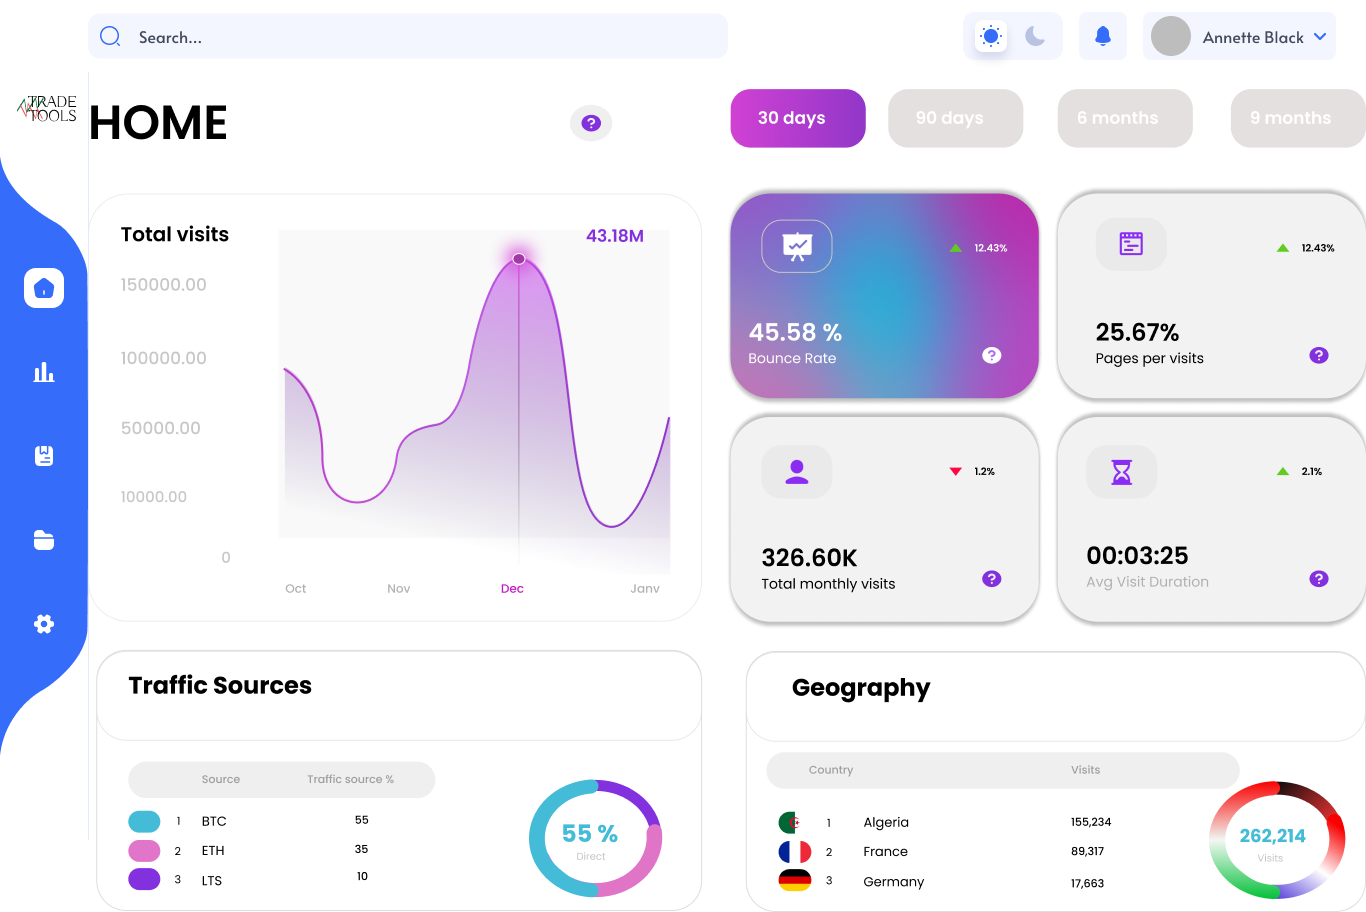 Search...
Annette Black
TRADE
TOOLS
HOME
?
30 days
90 days
6 months
9 months
Total visits
43.18M
150000.00
100000.00
50000.00
10000.00
0
Oct
Nov
Dec
Janv
12.43%
45.58 %
Bounce Rate
?
12.43%
25.67%
Pages per visits
?
1.2%
326.60K
Total monthly visits
?
2.1%
00:03:25
Avg Visit Duration
?
Traffic Sources
Source Traffic source %
1 BTC 55
2 ETH 35
3 LTS 10
55 %
Direct
Geography
Country Visits
1 Algeria 155,234
2 France 89,317
3 Germany 17,663
262,214
Visits